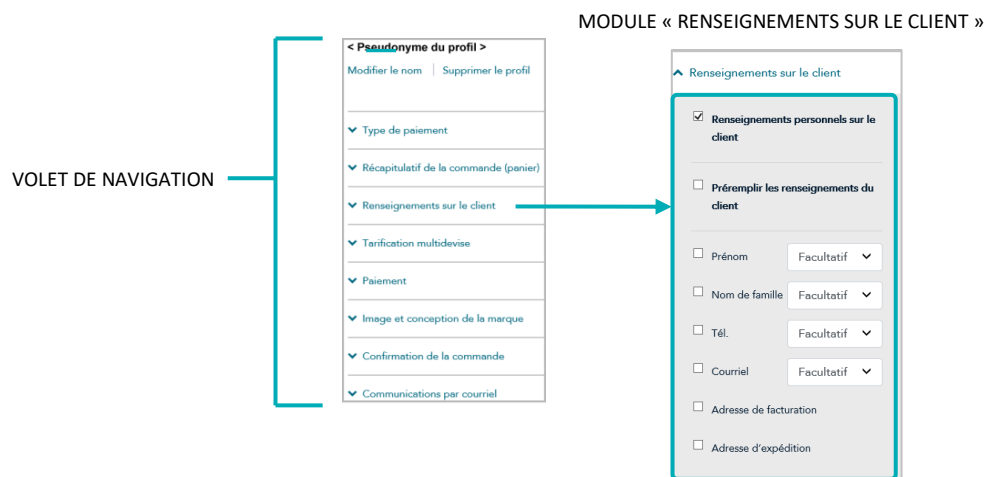 MODULE « RENSEIGNEMENTS SUR LE CLIENT »
< Pseudonyme du profil >
Modifier le nom | Supprimer le profil
Type de paiement
Récapitulatif de la commande (panier)
VOLET DE NAVIGATION
Renseignements sur le client
Tarification multidevise
Paiement
Image et conception de la marque
Confirmation de la commande
Communications par courriel
Renseignements sur le client
Renseignements personnels sur le
client
Préremplir les renseignements du
client
Prénom Facultatif
Nom de famille Facultatif
Tél. Facultatif
Courriel Facultatif
Adresse de facturation
Adresse d'expédition